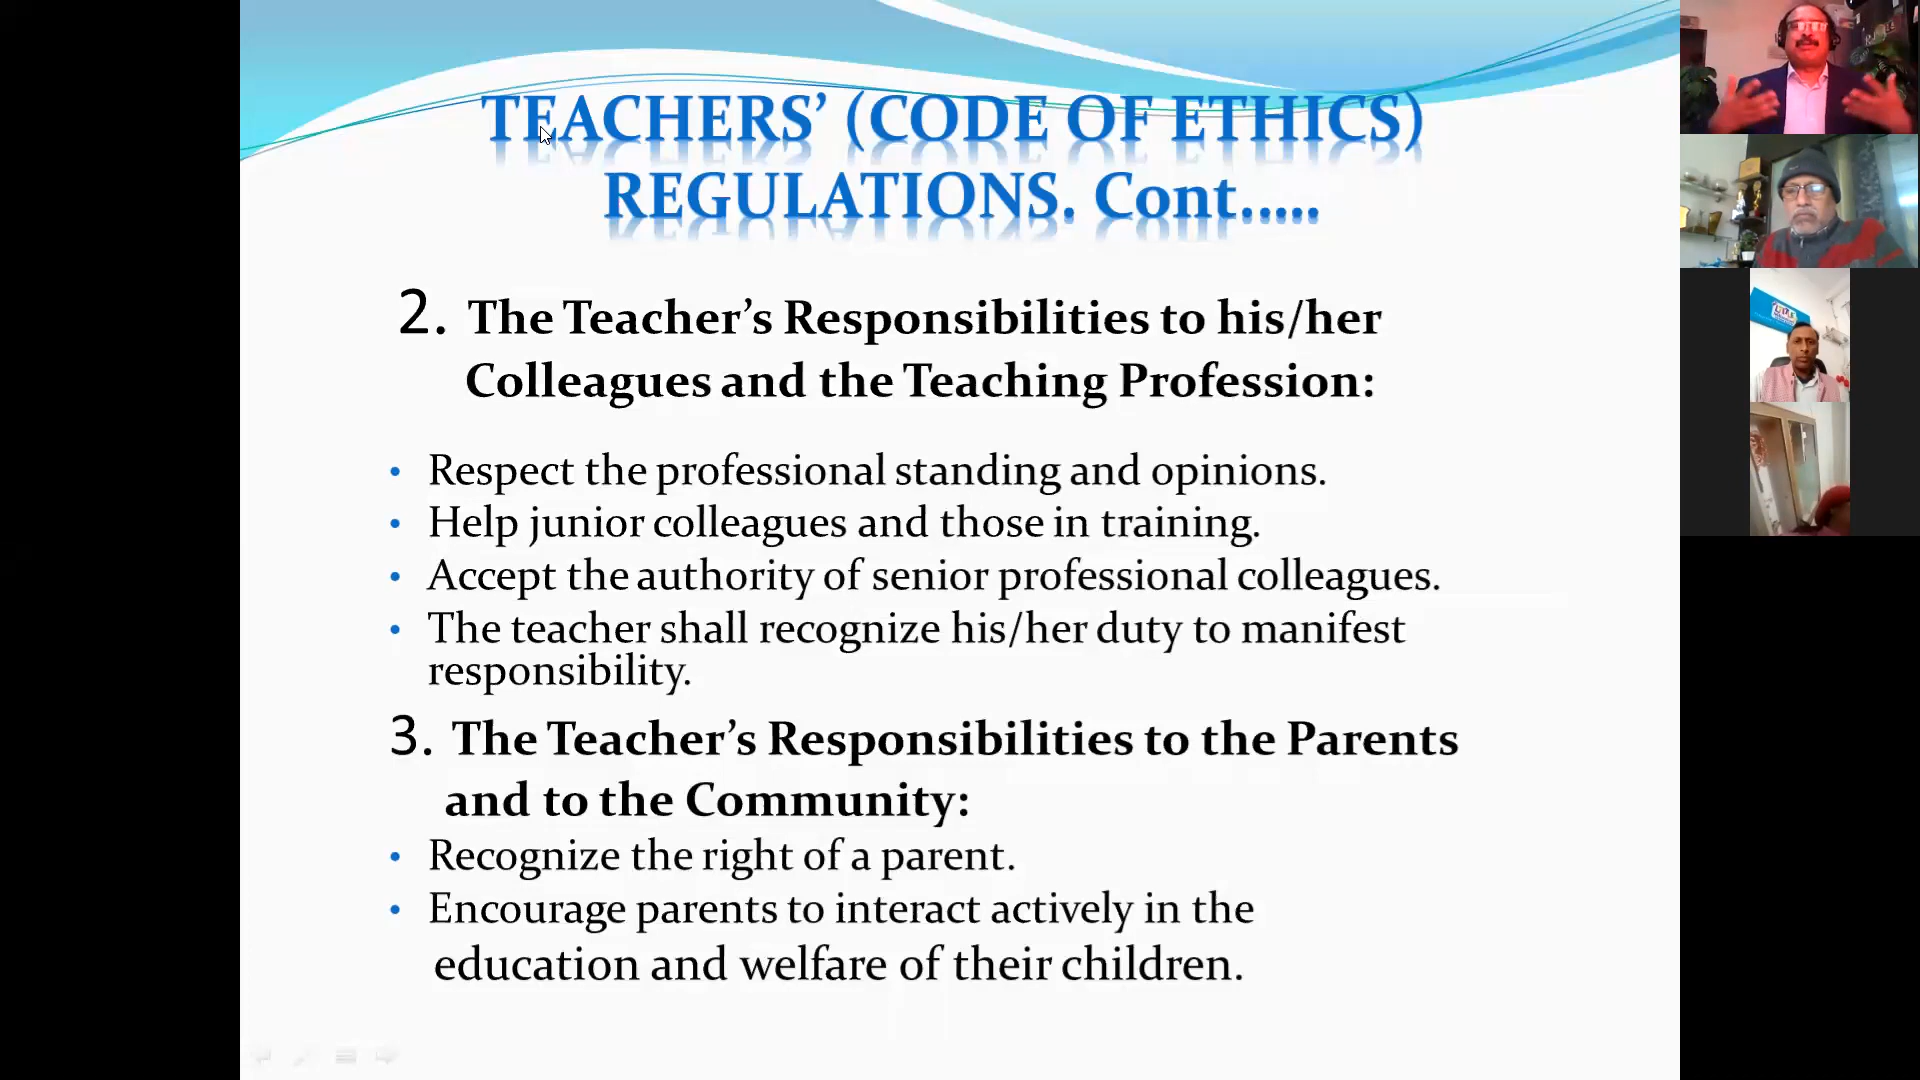 TEACHERS’ (CODE OF ETHICS)
REGULATIONS. Cont.....
2. The Teacher’s Responsibilities to his/her
Colleagues and the Teaching Profession:
• Respect the professional standing and opinions.
• Help junior colleagues and those in training.
• Accept the authority of senior professional colleagues.
• The teacher shall recognize his/her duty to manifest
responsibility.
3. The Teacher’s Responsibilities to the Parents
and to the Community:
• Recognize the right of a parent.
• Encourage parents to interact actively in the
education and welfare of their children.